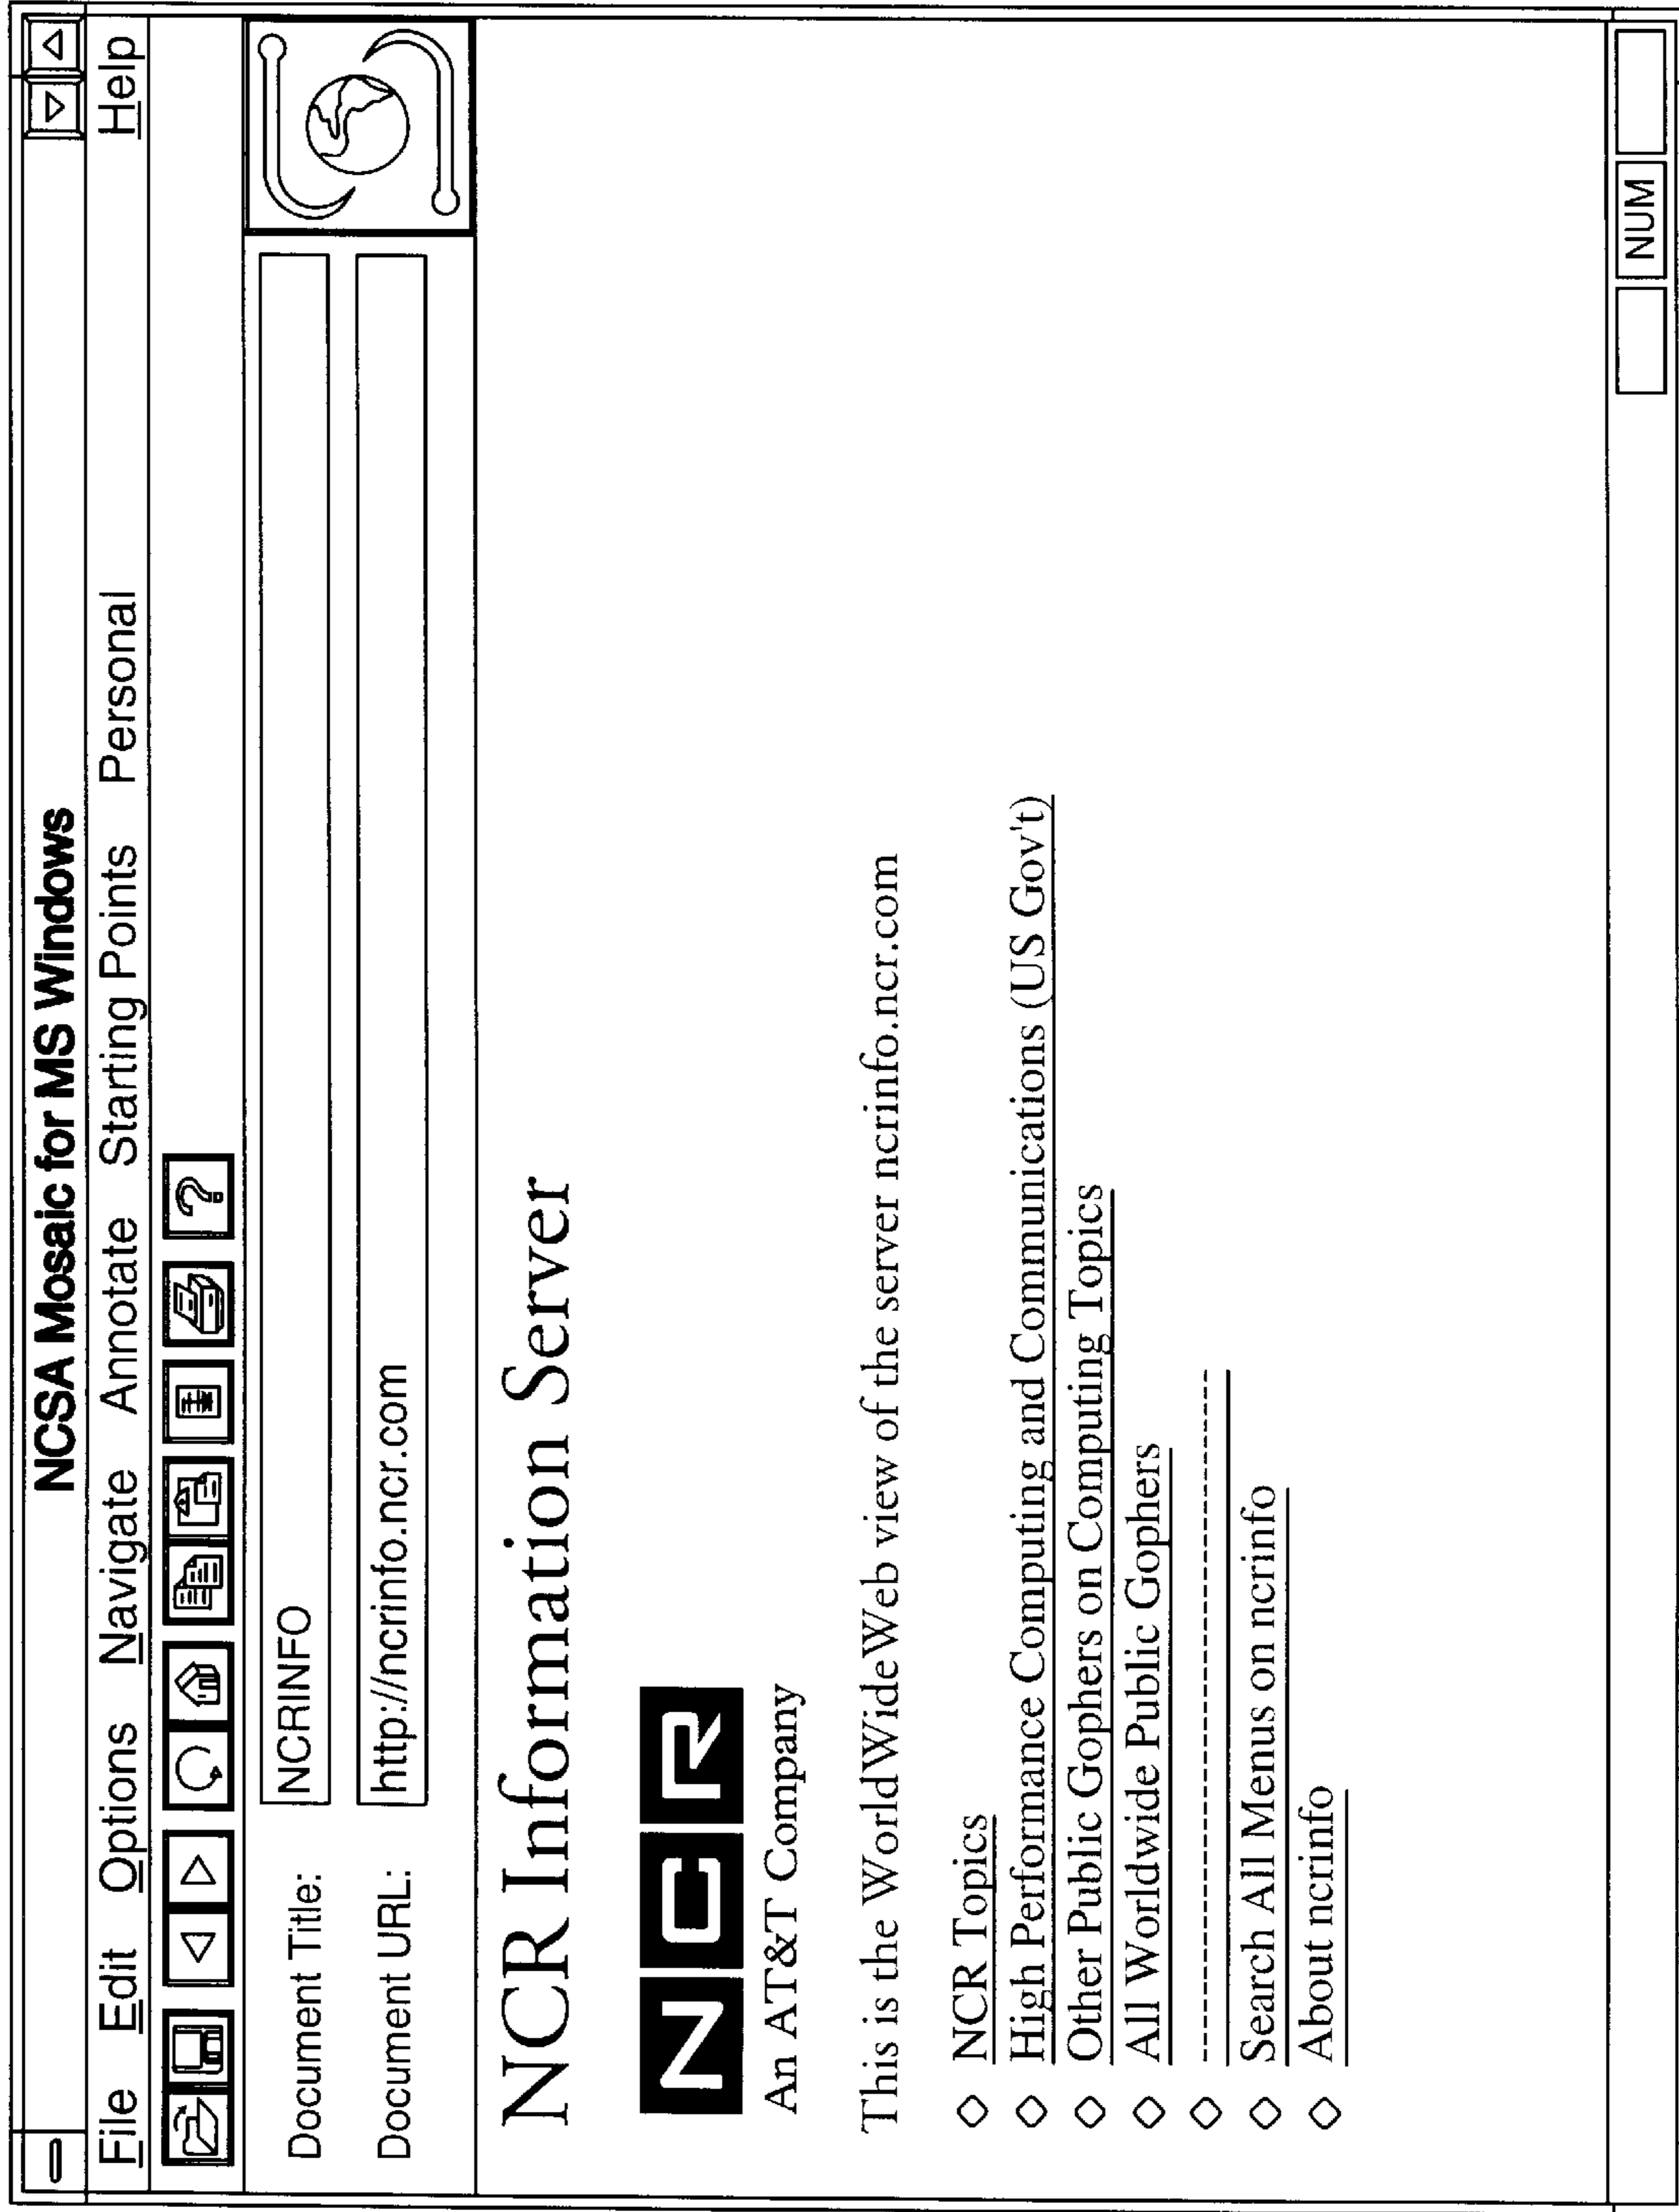 NCSA Mosaic for MS Windows
File Edit Options Navigate Annotate Starting Points Personal Help
?
Document Title: NCRINFO
Document URL: http://ncrinfo.ncr.com
NCR Information Server
NCR
An AT&T Company
This is the WorldWideWeb view of the server ncrinfo.ncr.com
◇ NCR Topics
◇ High Performance Computing and Communications (US Gov't)
◇ Other Public Gophers on Computing Topics
◇ All Worldwide Public Gophers
◇ --------------------------------
◇ Search All Menus on ncrinfo
◇ About ncrinfo
NUM